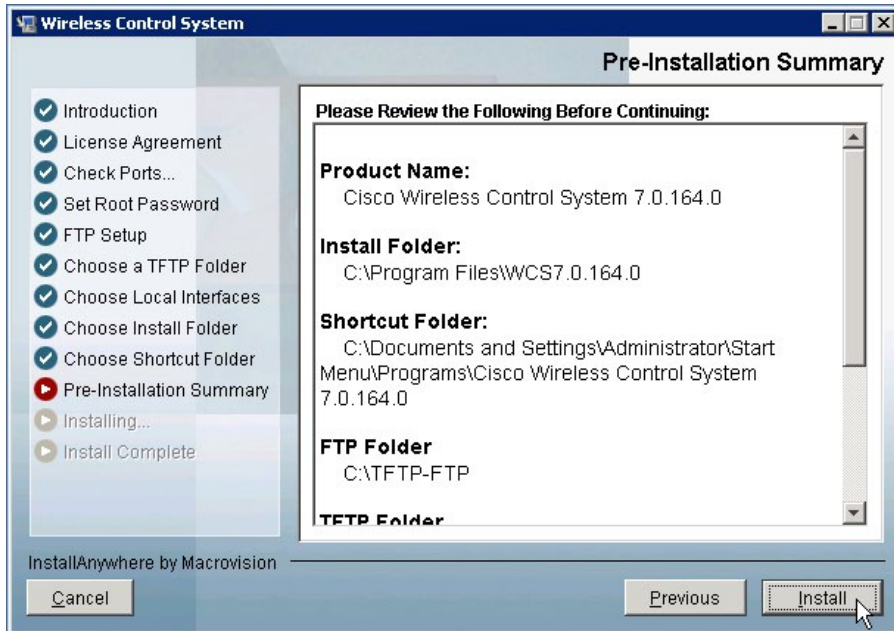 Wireless Control System
Pre-Installation Summary
Introduction
License Agreement
Check Ports...
Set Root Password
FTP Setup
Choose a TFTP Folder
Choose Local Interfaces
Choose Install Folder
Choose Shortcut Folder
Pre-Installation Summary
Installing...
Install Complete
Please Review the Following Before Continuing:
Product Name:
Cisco Wireless Control System 7.0.164.0
Install Folder:
C:\Program Files\WCS7.0.164.0
Shortcut Folder:
C:\Documents and Settings\Administrator\Start
Menu\Programs\Cisco Wireless Control System
7.0.164.0
FTP Folder
C:\TFTP-FTP
TFTP Folder
InstallAnywhere by Macrovision
Cancel
Previous
Install